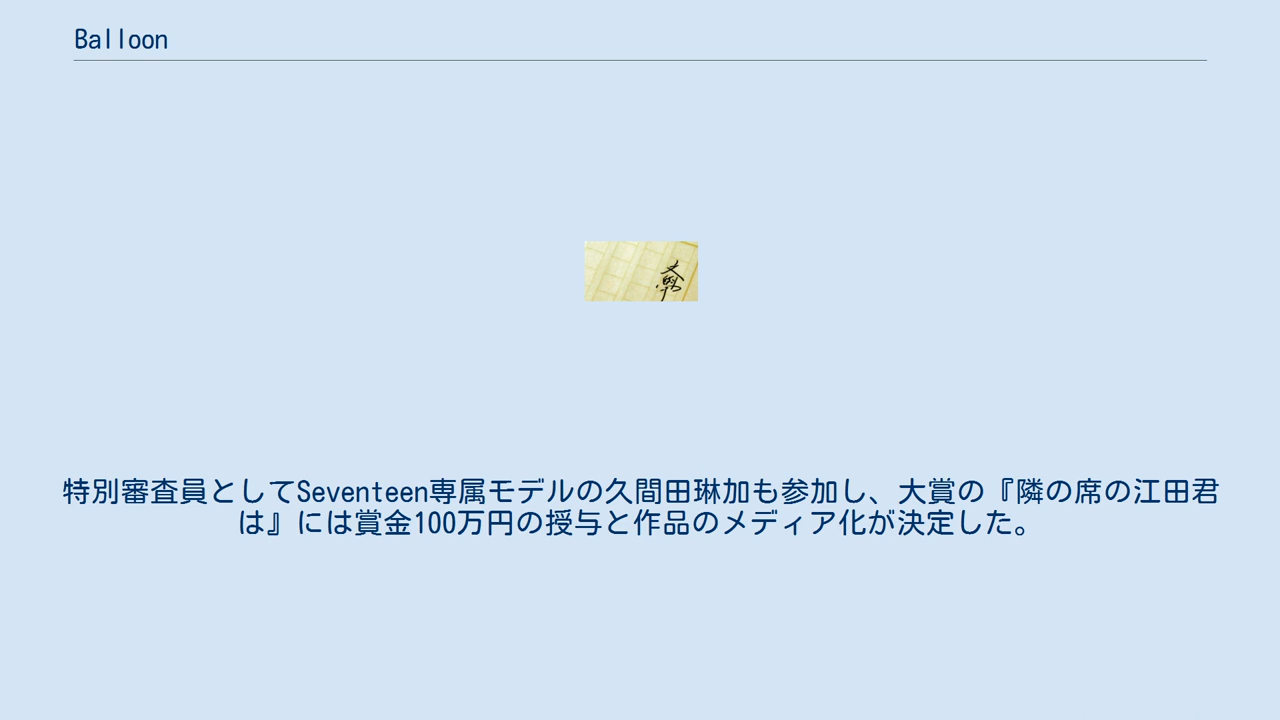 Balloon
特別審査員としてSeventeen専属モデルの久間田琳加も参加し、大賞の『隣の席の江田君
は』には賞金100万円の授与と作品のメディア化が決定した。